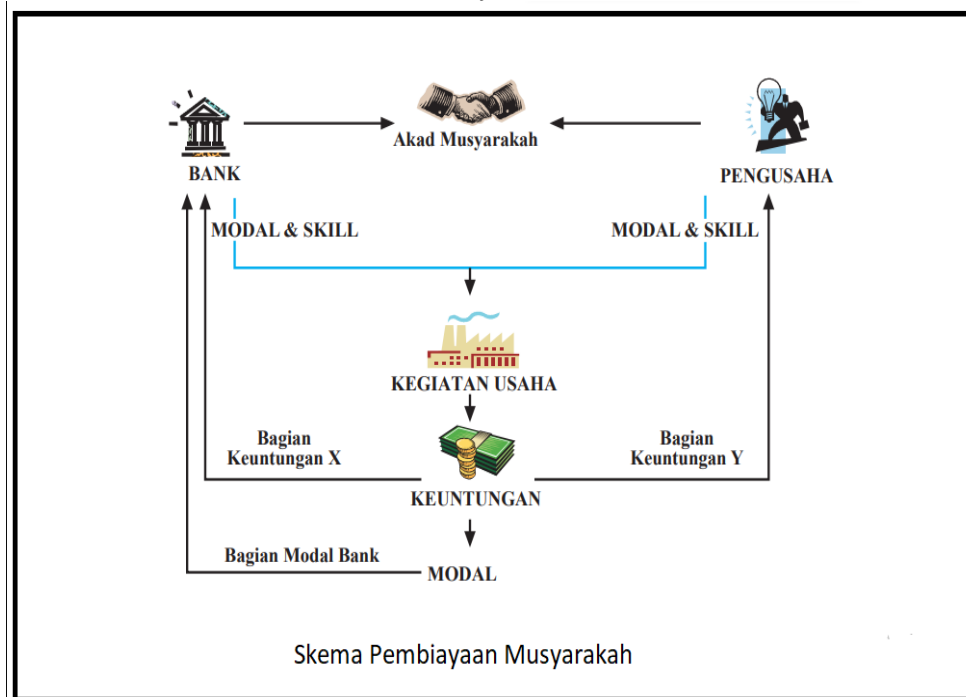 Akad Musyarakah
BANK
PENGUSAHA
MODAL & SKILL
MODAL & SKILL
KEGIATAN USAHA
Bagian
Keuntungan X
Bagian
Keuntungan Y
KEUNTUNGAN
Bagian Modal Bank
MODAL
Skema Pembiayaan Musyarakah